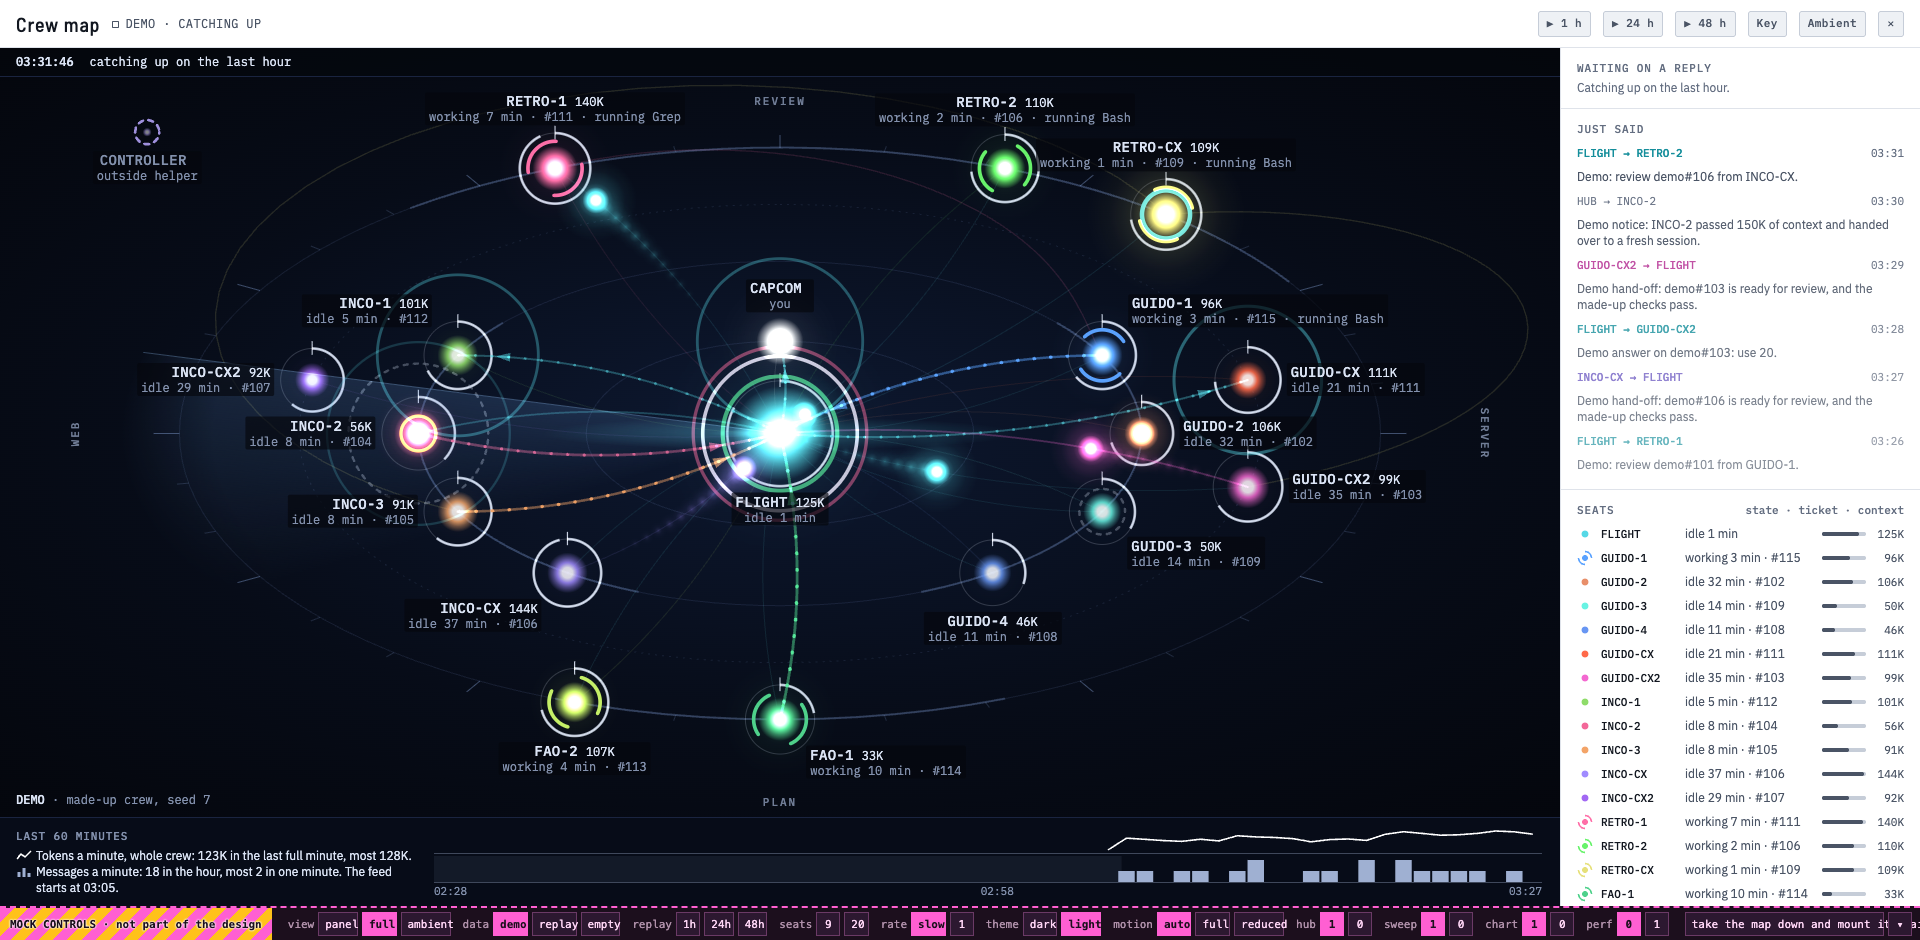 Crew map DEMO · CATCHING UP
▶ 1 h ▶ 24 h ▶ 48 h Key Ambient ×
03:31:46 catching up on the last hour
REVIEW
WEB
SERVER
PLAN
CONTROLLER
outside helper
RETRO-1 140K
working 7 min · #111 · running Grep
RETRO-2 110K
working 2 min · #106 · running Bash
RETRO-CX 109K
working 1 min · #109 · running Bash
CAPCOM
you
INCO-1 101K
idle 5 min · #112
GUIDO-1 96K
working 3 min · #115 · running Bash
INCO-CX2 92K
idle 29 min · #107
GUIDO-CX 111K
idle 21 min · #111
INCO-2 56K
idle 8 min · #104
GUIDO-2 106K
idle 32 min · #102
INCO-3 91K
idle 8 min · #105
FLIGHT 125K
idle 1 min
GUIDO-CX2 99K
idle 35 min · #103
GUIDO-3 50K
idle 14 min · #109
INCO-CX 144K
idle 37 min · #106
GUIDO-4 46K
idle 11 min · #108
FAO-2 107K
working 4 min · #113
FAO-1 33K
working 10 min · #114
DEMO · made-up crew, seed 7
LAST 60 MINUTES
Tokens a minute, whole crew: 123K in the last full minute, most 128K.
Messages a minute: 18 in the hour, most 2 in one minute. The feed
starts at 03:05.
02:28 02:58 03:27
WAITING ON A REPLY
Catching up on the last hour.
JUST SAID
FLIGHT → RETRO-2 03:31
Demo: review demo#106 from INCO-CX.
HUB → INCO-2 03:30
Demo notice: INCO-2 passed 150K of context and handed
over to a fresh session.
GUIDO-CX2 → FLIGHT 03:29
Demo hand-off: demo#103 is ready for review, and the
made-up checks pass.
FLIGHT → GUIDO-CX2 03:28
Demo answer on demo#103: use 20.
INCO-CX → FLIGHT 03:27
Demo hand-off: demo#106 is ready for review, and the
made-up checks pass.
FLIGHT → RETRO-1 03:26
Demo: review demo#101 from GUIDO-1.
SEATS state · ticket · context
FLIGHT idle 1 min 125K
GUIDO-1 working 3 min · #115 96K
GUIDO-2 idle 32 min · #102 106K
GUIDO-3 idle 14 min · #109 50K
GUIDO-4 idle 11 min · #108 46K
GUIDO-CX idle 21 min · #111 111K
GUIDO-CX2 idle 35 min · #103 99K
INCO-1 idle 5 min · #112 101K
INCO-2 idle 8 min · #104 56K
INCO-3 idle 8 min · #105 91K
INCO-CX idle 37 min · #106 144K
INCO-CX2 idle 29 min · #107 92K
RETRO-1 working 7 min · #111 140K
RETRO-2 working 2 min · #106 110K
RETRO-CX working 1 min · #109 109K
FAO-1 working 10 min · #114 33K
MOCK CONTROLS · not part of the design view panel full ambient data demo replay empty replay 1h 24h 48h seats 9 20 rate slow 1 theme dark light motion auto full reduced hub 1 0 sweep 1 0 chart 1 0 perf 0 1 take the map down and mount it ▾